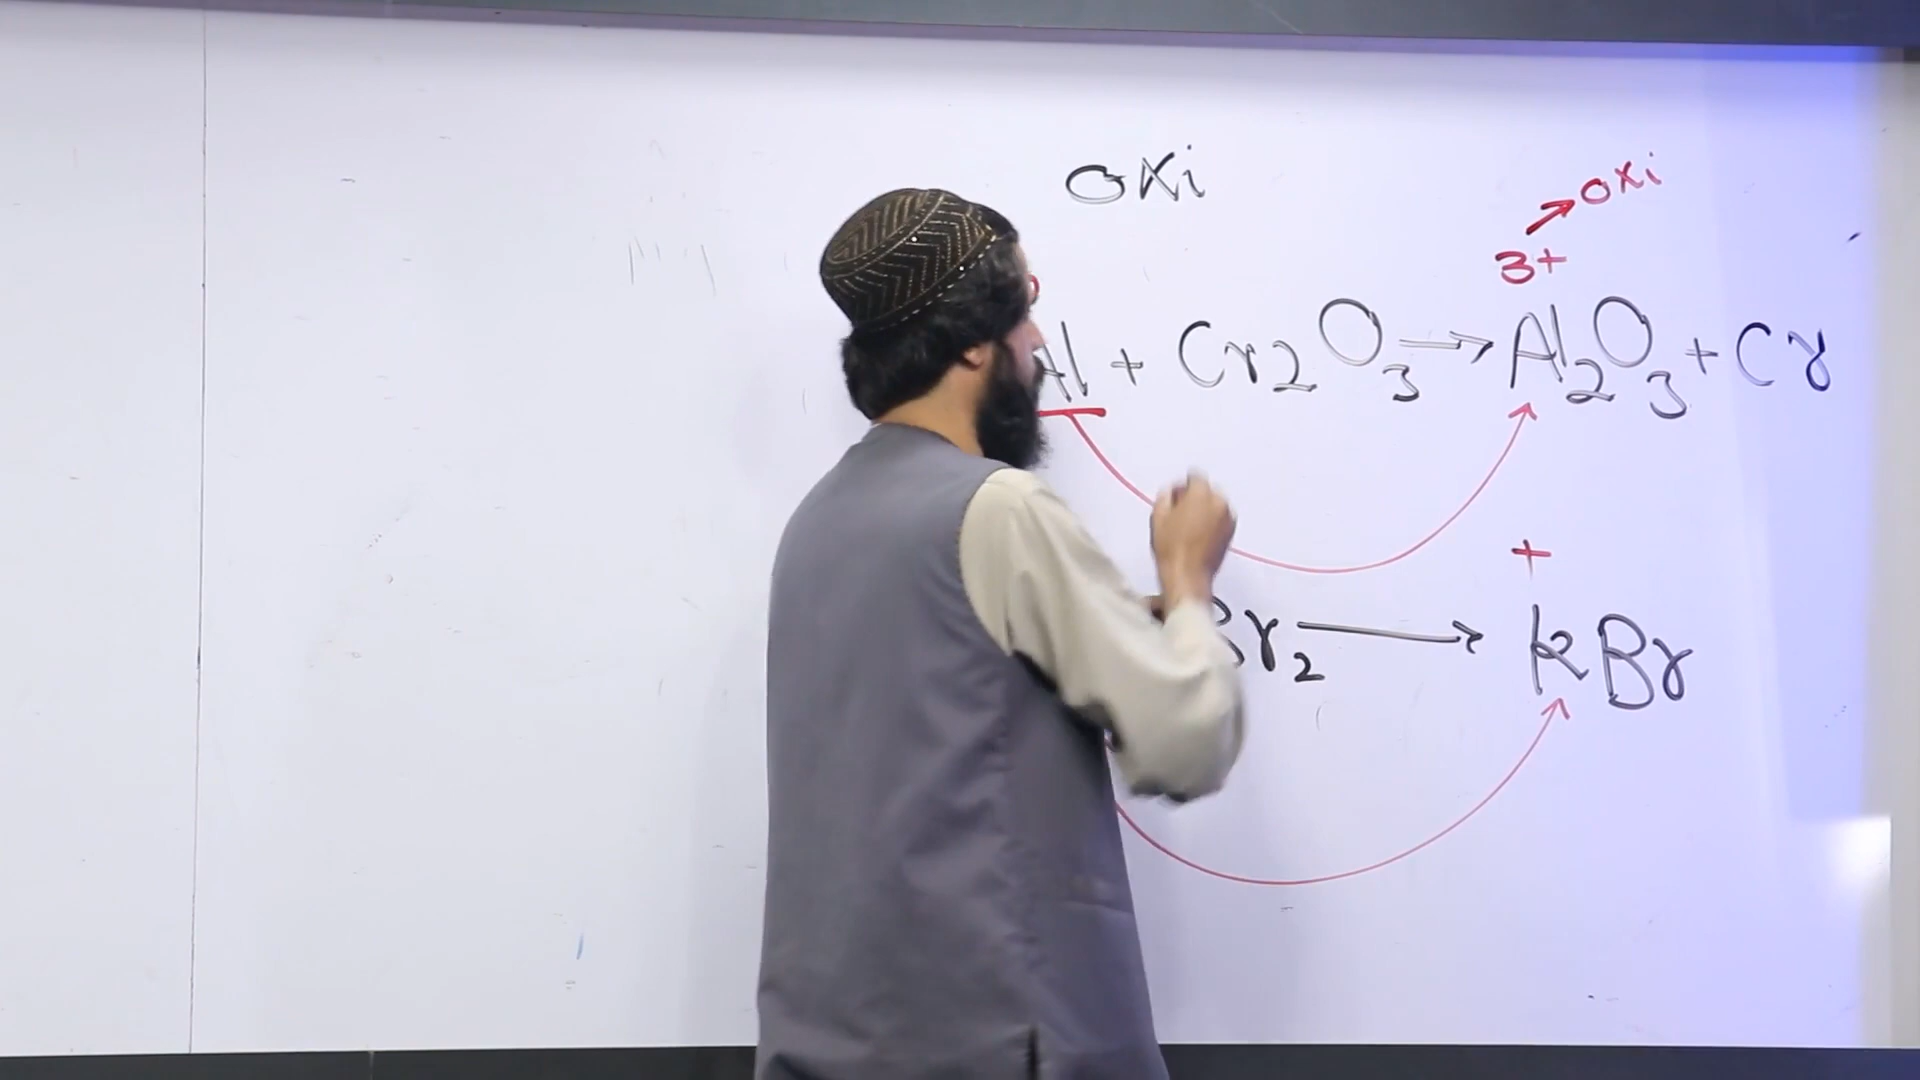 oxi
oxi
3+
Al + Cr2O3 → Al2O3 + Cr
+
Br2 → kBr